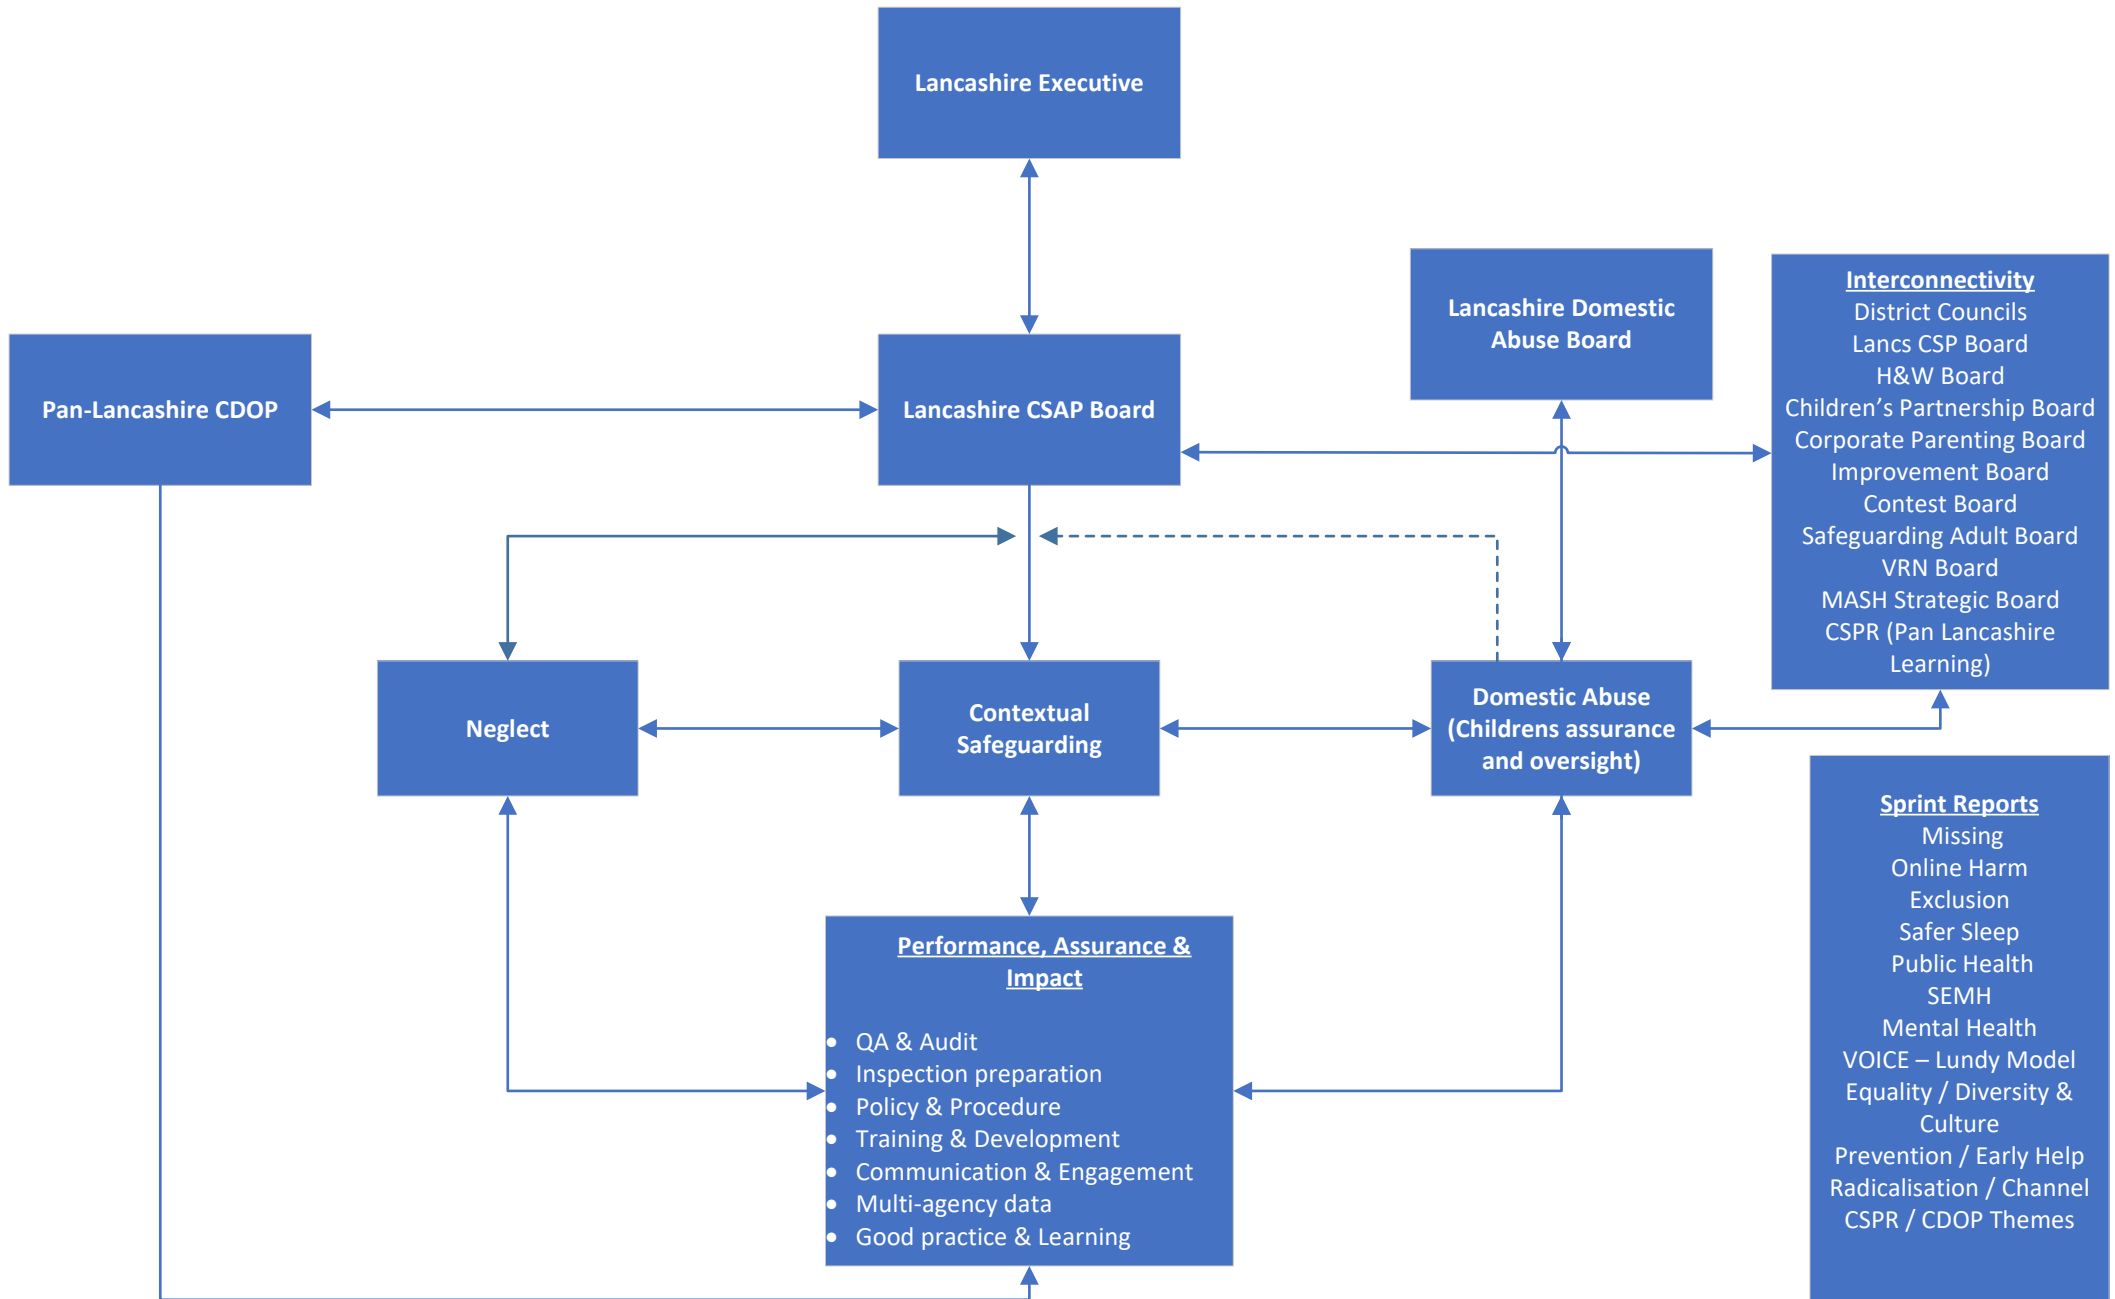 Lancashire Executive
Lancashire Domestic
Abuse Board
Interconnectivity
District Councils
Lancs CSP Board
H&W Board
Children’s Partnership Board
Corporate Parenting Board
Improvement Board
Contest Board
Safeguarding Adult Board
VRN Board
MASH Strategic Board
CSPR (Pan Lancashire
Learning)
Pan-Lancashire CDOP
Lancashire CSAP Board
Neglect
Contextual
Safeguarding
Domestic Abuse
(Childrens assurance
and oversight)
Sprint Reports
Missing
Online Harm
Exclusion
Safer Sleep
Public Health
SEMH
Mental Health
VOICE – Lundy Model
Equality / Diversity &
Culture
Prevention / Early Help
Radicalisation / Channel
CSPR / CDOP Themes
Performance, Assurance &
Impact
• QA & Audit
• Inspection preparation
• Policy & Procedure
• Training & Development
• Communication & Engagement
• Multi-agency data
• Good practice & Learning